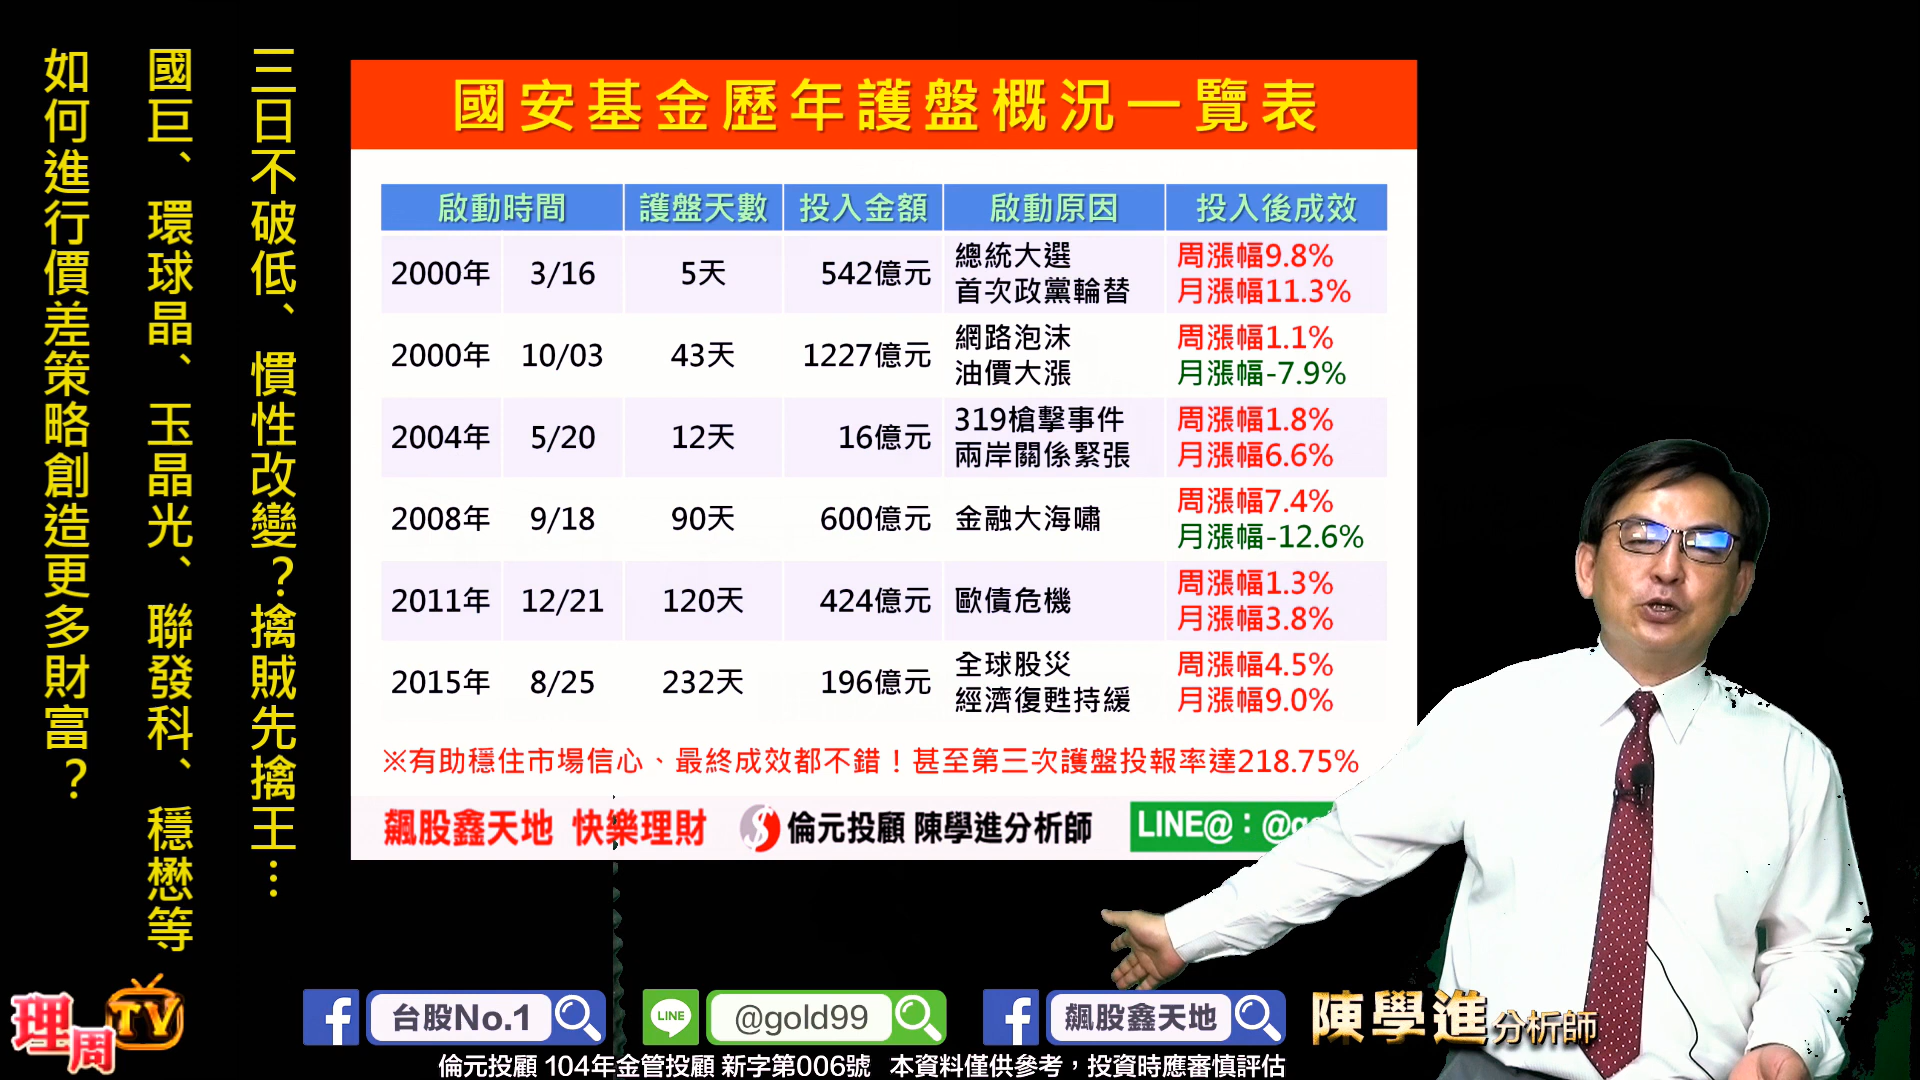 三日不破低、慣性改變？擒賊先擒王…
國巨、環球晶、玉晶光、聯發科、穩懋等
如何進行價差策略創造更多財富？
國安基金歷年護盤概況一覽表
啟動時間 護盤天數 投入金額 啟動原因 投入後成效
2000年 3/16 5天 542億元 總統大選 首次政黨輪替 周漲幅9.8% 月漲幅11.3%
2000年 10/03 43天 1227億元 網路泡沫 油價大漲 周漲幅1.1% 月漲幅-7.9%
2004年 5/20 12天 16億元 319槍擊事件 兩岸關係緊張 周漲幅1.8% 月漲幅6.6%
2008年 9/18 90天 600億元 金融大海嘯 周漲幅7.4% 月漲幅-12.6%
2011年 12/21 120天 424億元 歐債危機 周漲幅1.3% 月漲幅3.8%
2015年 8/25 232天 196億元 全球股災 經濟復甦持緩 周漲幅4.5% 月漲幅9.0%
※有助穩住市場信心、最終成效都不錯！甚至第三次護盤投報率達218.75%
飆股鑫天地 快樂理財 倫元投顧 陳學進分析師 LINE@：@g
理周TV
台股No.1 LINE @gold99 飆股鑫天地 陳學進分析師
倫元投顧 104年金管投顧 新字第006號 本資料僅供參考，投資時應審慎評估